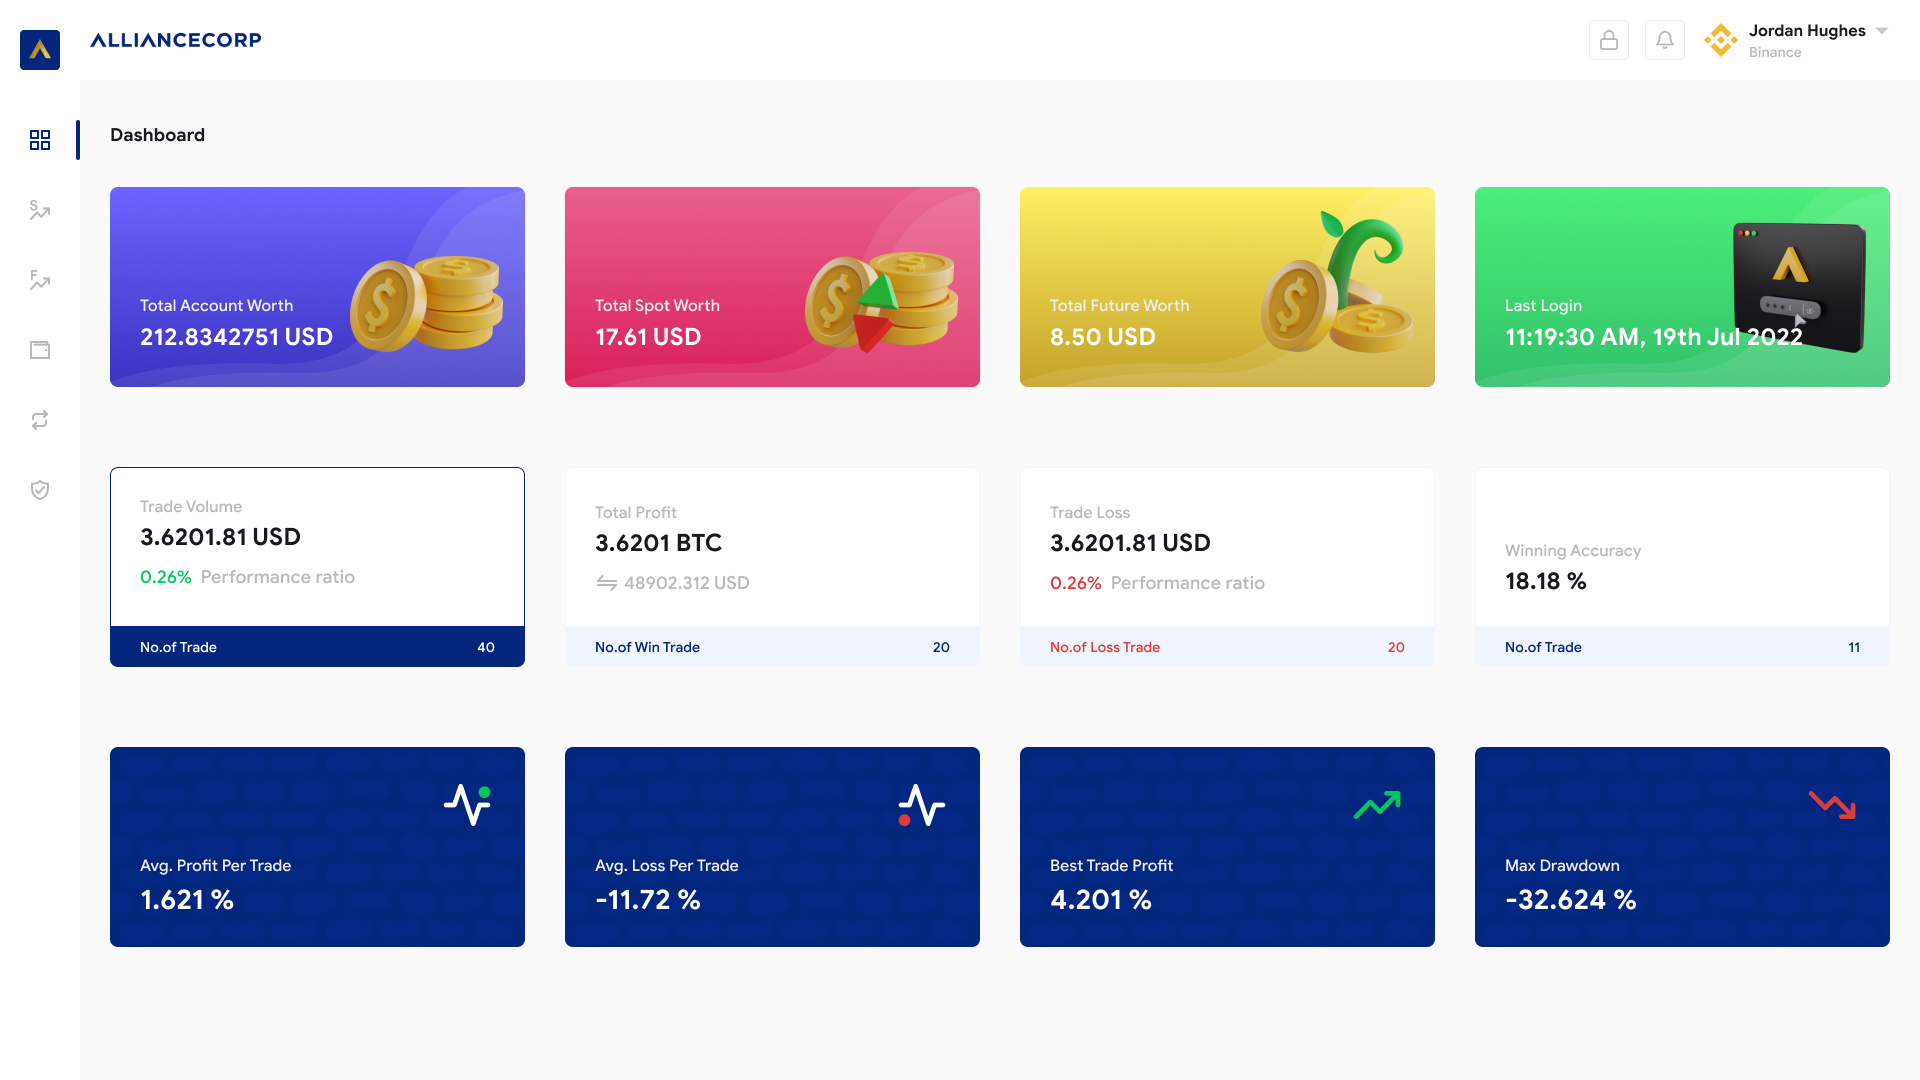 ALLIANCECORP
Jordan Hughes
Binance
Dashboard
S
F
Total Account Worth
212.8342751 USD
Total Spot Worth
17.61 USD
Total Future Worth
8.50 USD
Last Login
11:19:30 AM, 19th Jul 2022
Trade Volume
3.6201.81 USD
0.26% Performance ratio
No.of Trade 40
Total Profit
3.6201 BTC
48902.312 USD
No.of Win Trade 20
Trade Loss
3.6201.81 USD
0.26% Performance ratio
No.of Loss Trade 20
Winning Accuracy
18.18 %
No.of Trade 11
Avg. Profit Per Trade
1.621 %
Avg. Loss Per Trade
-11.72 %
Best Trade Profit
4.201 %
Max Drawdown
-32.624 %